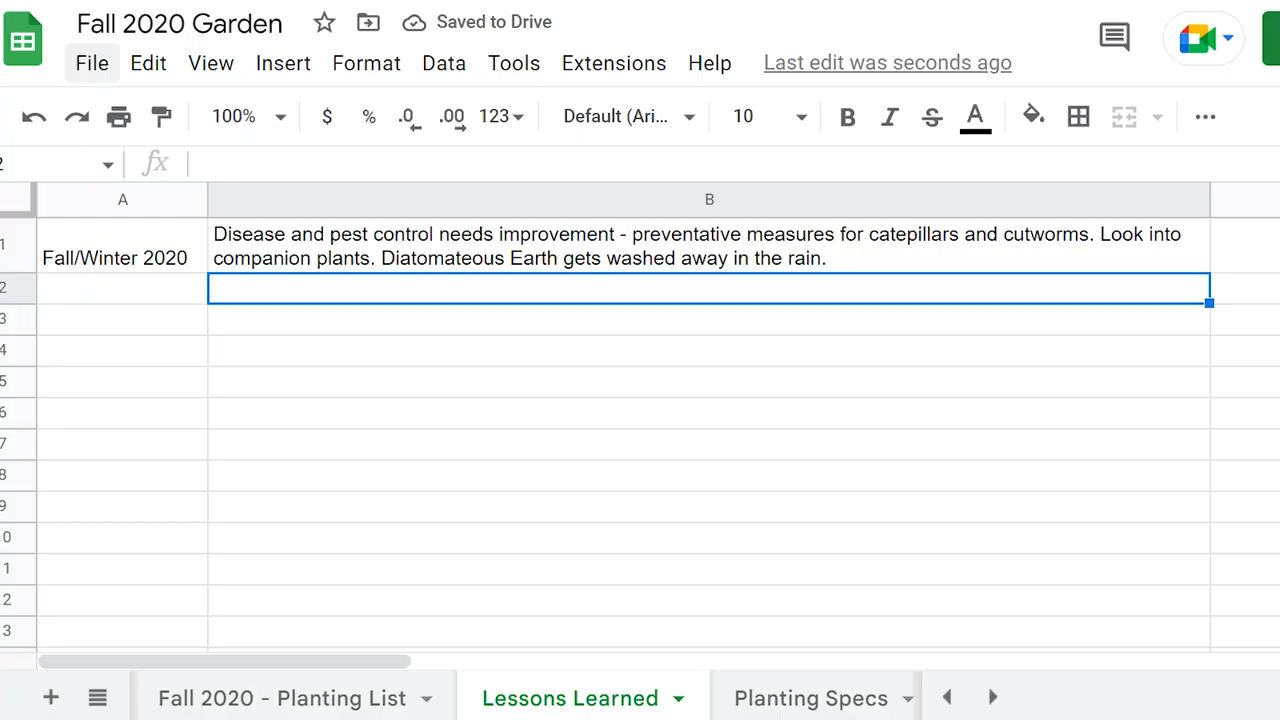 Fall 2020 Garden Saved to Drive
File Edit View Insert Format Data Tools Extensions Help Last edit was seconds ago
100% $ % .0 .00 123 Default (Ari... 10 B I S A ...
2 fx
A B
1 Fall/Winter 2020 Disease and pest control needs improvement - preventative measures for catepillars and cutworms. Look into
companion plants. Diatomateous Earth gets washed away in the rain.
2
3
4
5
6
7
8
9
0
1
2
3
+ Fall 2020 - Planting List Lessons Learned Planting Specs